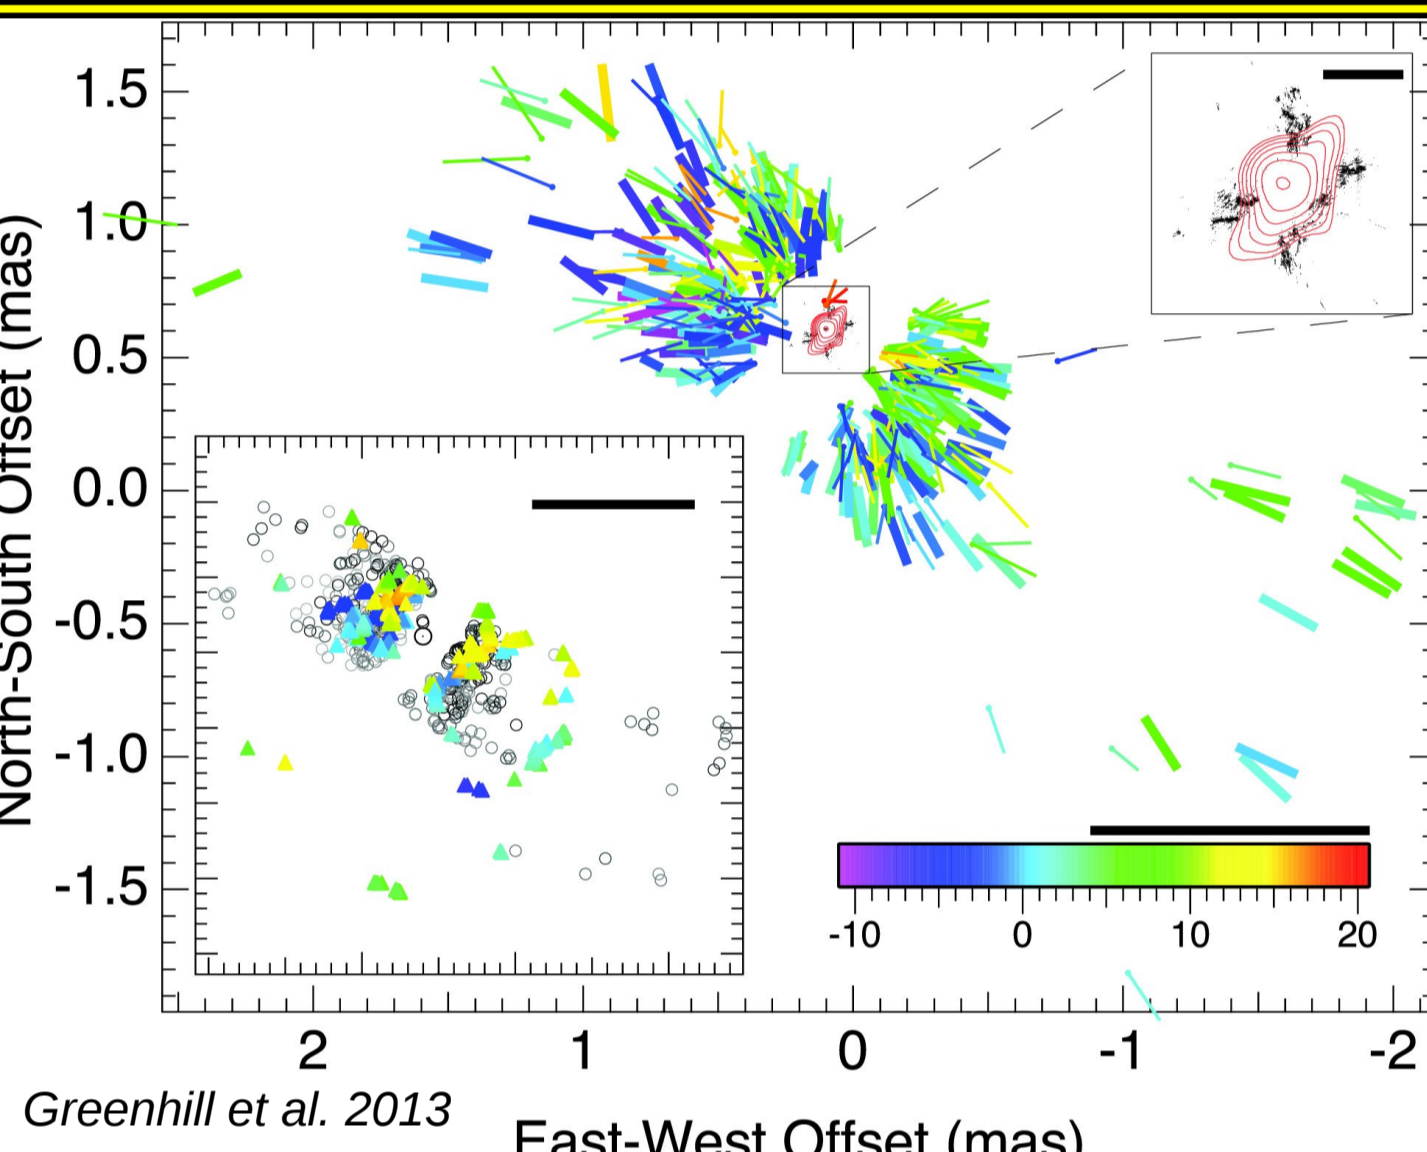 1.5
1.0
0.5
0.0
-0.5
-1.0
-1.5
North-South Offset (mas)
-10 0 10 20
2 1 0 -1 -2
Greenhill et al. 2013
East-West Offset (mas)